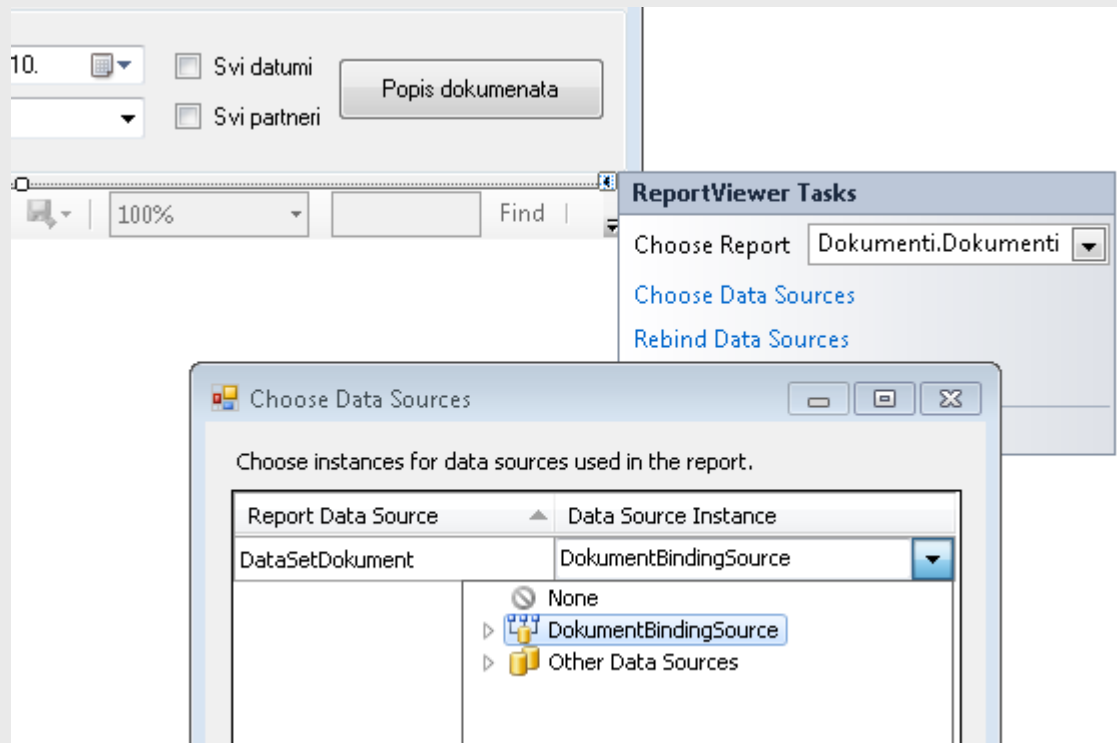 10.
Svi datumi
Popis dokumenata
Svi partneri
100%
Find
ReportViewer Tasks
Choose Report Dokumenti.Dokumenti
Choose Data Sources
Rebind Data Sources
Choose Data Sources
Choose instances for data sources used in the report.
Report Data Source Data Source Instance
DataSetDokument DokumentBindingSource
None
DokumentBindingSource
Other Data Sources